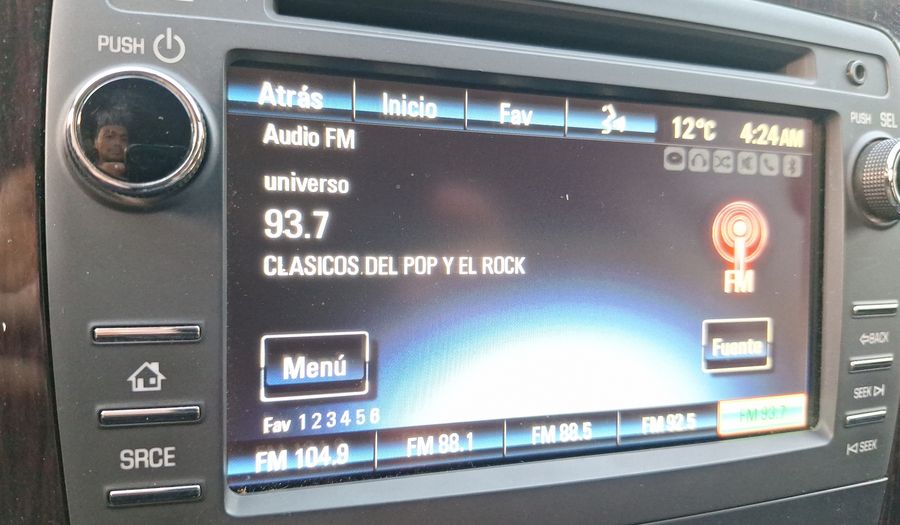 PUSH
Atrás Inicio Fav
12°C 4:24 AM
PUSH SEL
Audio FM
universo
93.7
CLASICOS DEL POP Y EL ROCK
FM
Menú
Fuente
BACK
SEEK
SEEK
SRCE
Fav 1 2 3 4 5 6
FM 104.9 FM 88.1 FM 88.5 FM 92.5 FM 93.7